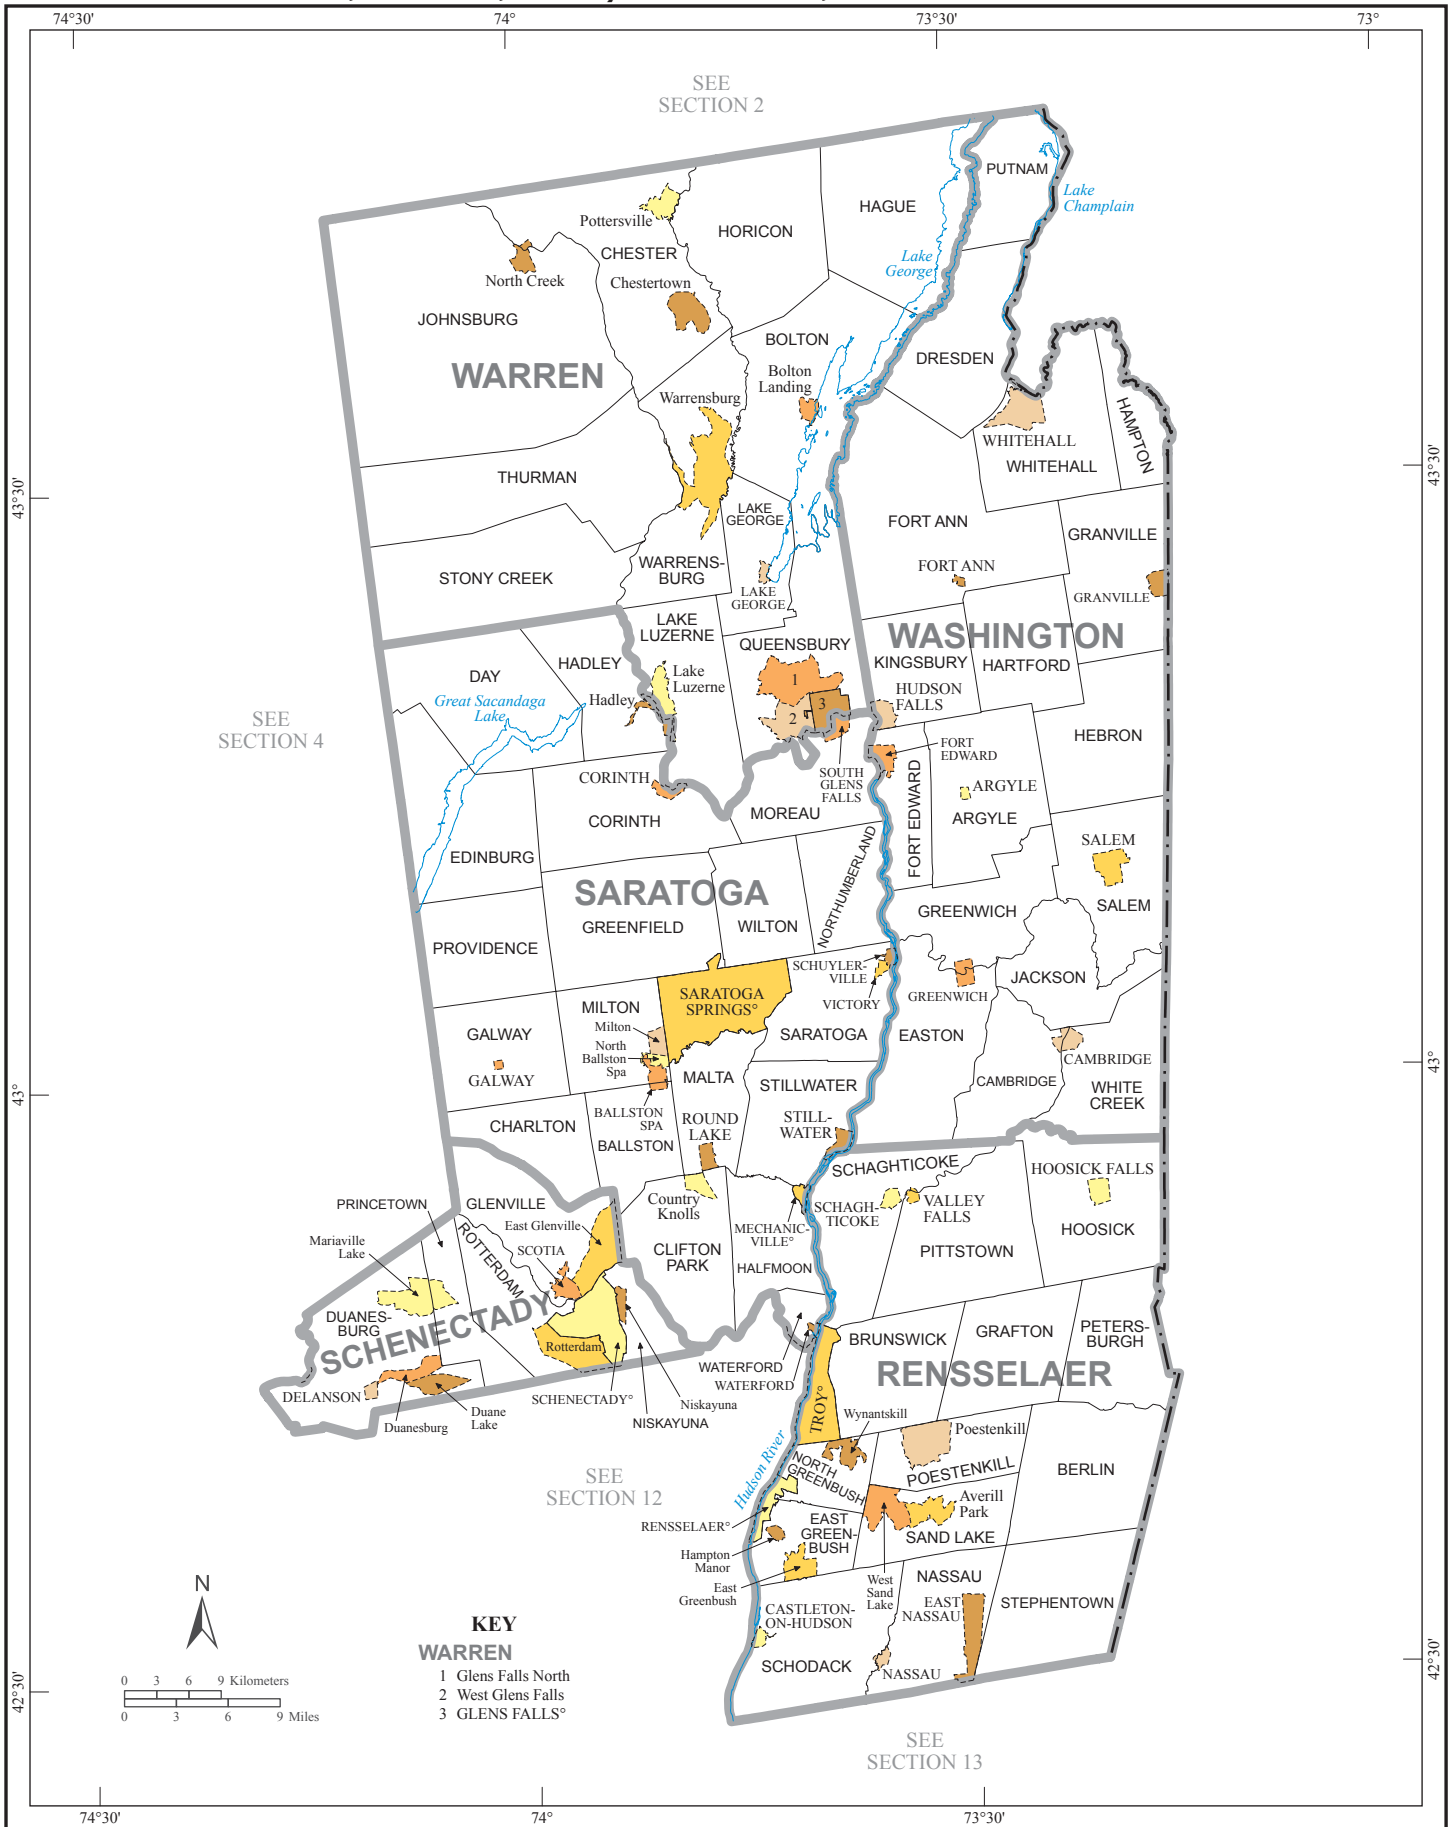 74°30'
74°
73°30'
73°
SEE
SECTION 2
PUTNAM
Lake
Champlain
HAGUE
Pottersville
HORICON
CHESTER
Lake
George
North Creek
Chestertown
JOHNSBURG
BOLTON
DRESDEN
WARREN
Bolton
Landing
Warrensburg
HAMPTON
WHITEHALL
WHITEHALL
43°30'
43°30'
THURMAN
LAKE
GEORGE
FORT ANN
GRANVILLE
WARRENS-
BURG
FORT ANN
STONY CREEK
LAKE
GEORGE
GRANVILLE
LAKE
LUZERNE
QUEENSBURY
WASHINGTON
KINGSBURY
HARTFORD
HADLEY
DAY
Lake
Luzerne
1
Hadley
HUDSON
FALLS
Great Sacandaga
Lake
3
2
SEE
SECTION 4
HEBRON
FORT
EDWARD
SOUTH
GLENS
FALLS
CORINTH
FORT EDWARD
ARGYLE
MOREAU
ARGYLE
CORINTH
SALEM
EDINBURG
NORTHUMBERLAND
SARATOGA
SALEM
GREENWICH
GREENFIELD
WILTON
PROVIDENCE
SCHUYLER-
VILLE
JACKSON
SARATOGA
SPRINGS°
VICTORY
GREENWICH
MILTON
Milton
GALWAY
SARATOGA
EASTON
North
Ballston
Spa
CAMBRIDGE
GALWAY
MALTA
STILLWATER
CAMBRIDGE
WHITE
CREEK
43°
43°
BALLSTON
SPA
ROUND
LAKE
STILL-
WATER
CHARLTON
BALLSTON
SCHAGHTICOKE
HOOSICK FALLS
PRINCETOWN
GLENVILLE
Country
Knolls
SCHAGH-
TICOKE
VALLEY
FALLS
East Glenville
MECHANIC-
VILLE°
HOOSICK
Mariaville
Lake
ROTTERDAM
SCOTIA
CLIFTON
PARK
PITTSTOWN
HALFMOON
DUANES-
BURG
SCHENECTADY
GRAFTON
PETERS-
BURGH
BRUNSWICK
Rotterdam
WATERFORD
RENSSELAER
WATERFORD
DELANSON
SCHENECTADY°
Niskayuna
TROY°
Duanesburg
Duane
Lake
NISKAYUNA
Wynantskill
Poestenkill
Hudson River
NORTH
GREENBUSH
POESTENKILL
BERLIN
SEE
SECTION 12
Averill
Park
RENSSELAER°
EAST
GREEN-
BUSH
SAND LAKE
Hampton
Manor
East
Greenbush
West
Sand
Lake
NASSAU
N
EAST
NASSAU
STEPHENTOWN
CASTLETON-
ON-HUDSON
KEY
WARREN
1 Glens Falls North
2 West Glens Falls
3 GLENS FALLS°
SCHODACK
NASSAU
0 3 6 9 Kilometers
0 3 6 9 Miles
42°30'
42°30'
SEE
SECTION 13
74°30'
74°
73°30'